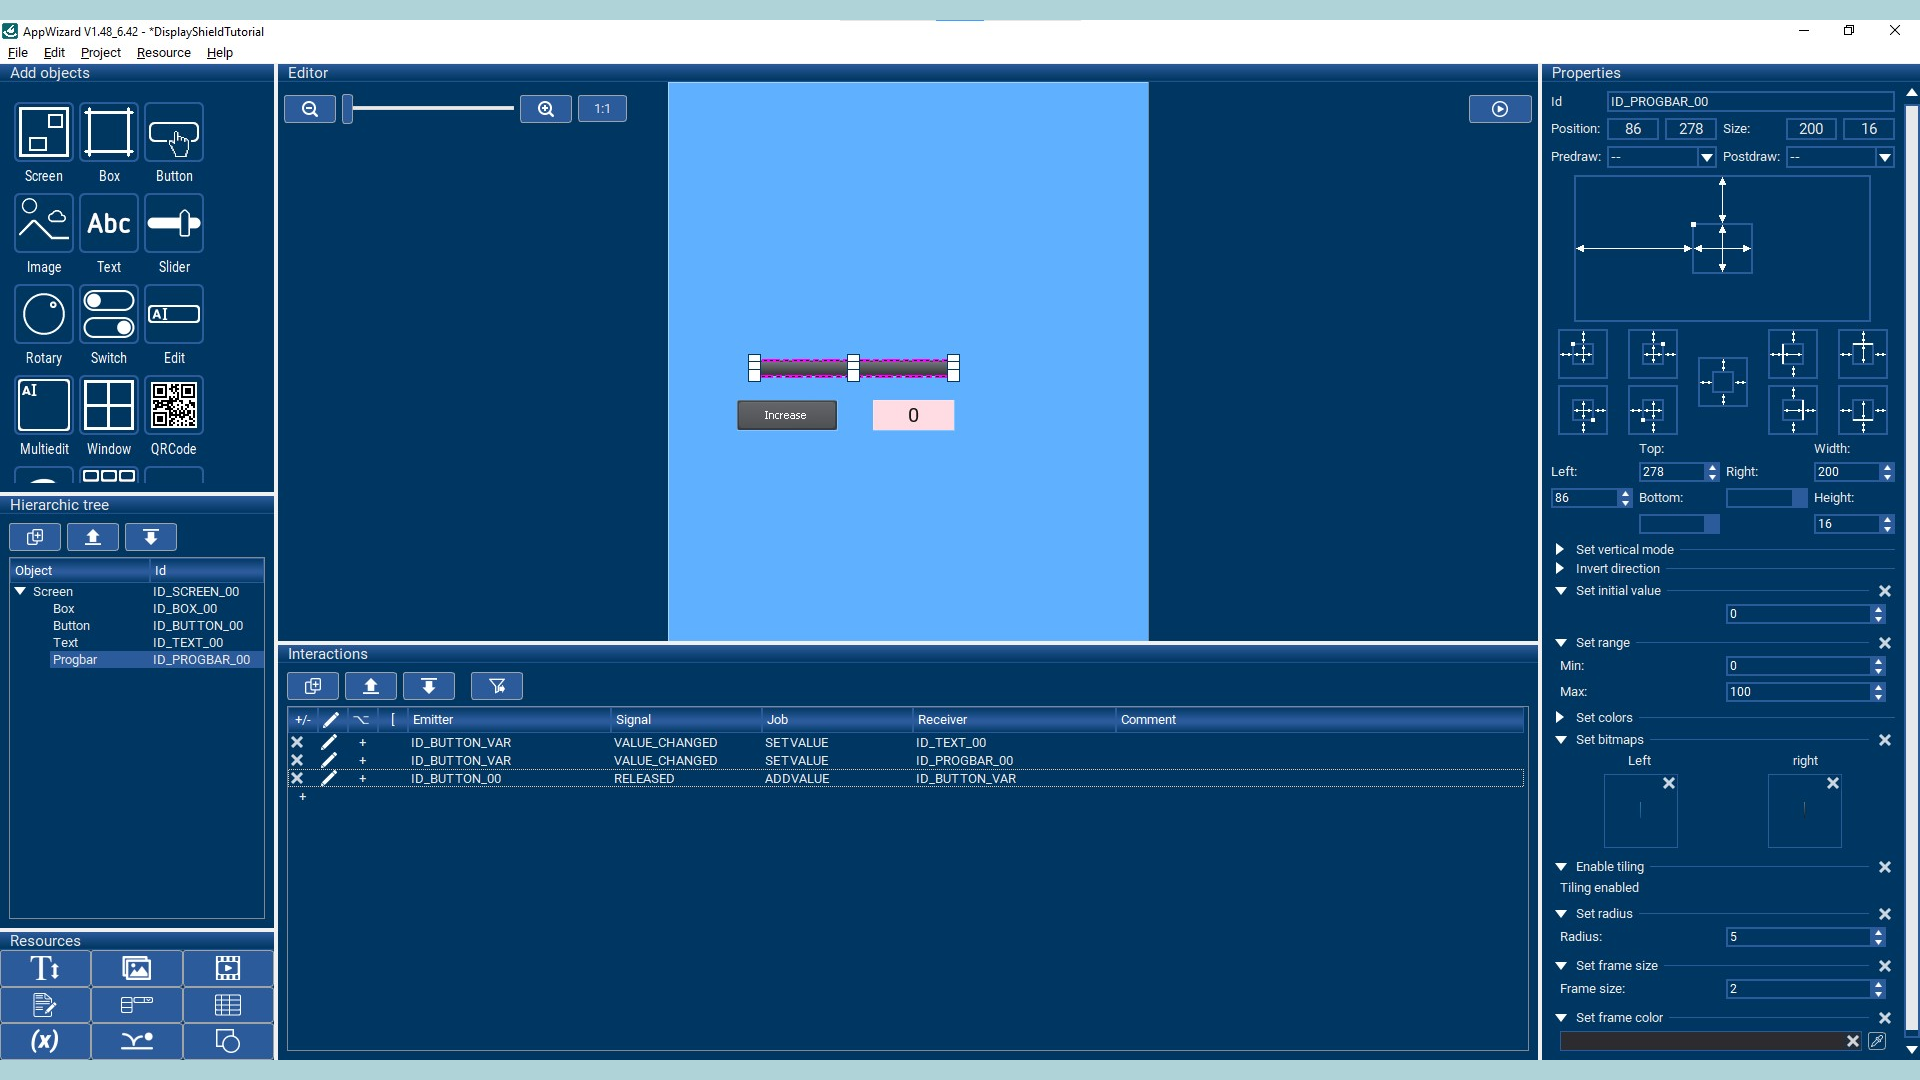 AppWizard V1.48_6.42 - *DisplayShieldTutorial
File Edit Project Resource Help
Add objects
Screen Box Button
Abc
Image Text Slider
AI
Rotary Switch Edit
AI
Multiedit Window QRCode
Hierarchic tree
Object Id
Screen ID_SCREEN_00
Box ID_BOX_00
Button ID_BUTTON_00
Text ID_TEXT_00
Progbar ID_PROGBAR_00
Resources
T
(x)
Editor
1:1
Increase 0
Interactions
+/- [ Emitter Signal Job Receiver Comment
+ ID_BUTTON_VAR VALUE_CHANGED SETVALUE ID_TEXT_00
+ ID_BUTTON_VAR VALUE_CHANGED SETVALUE ID_PROGBAR_00
+ ID_BUTTON_00 RELEASED ADDVALUE ID_BUTTON_VAR
+
Properties
Id ID_PROGBAR_00
Position: 86 278 Size: 200 16
Predraw: -- Postdraw: --
Top: Width:
Left: 278 Right: 200
86 Bottom: Height:
16
Set vertical mode
Invert direction
Set initial value
0
Set range
Min: 0
Max: 100
Set colors
Set bitmaps
Left right
Enable tiling
Tiling enabled
Set radius
Radius: 5
Set frame size
Frame size: 2
Set frame color